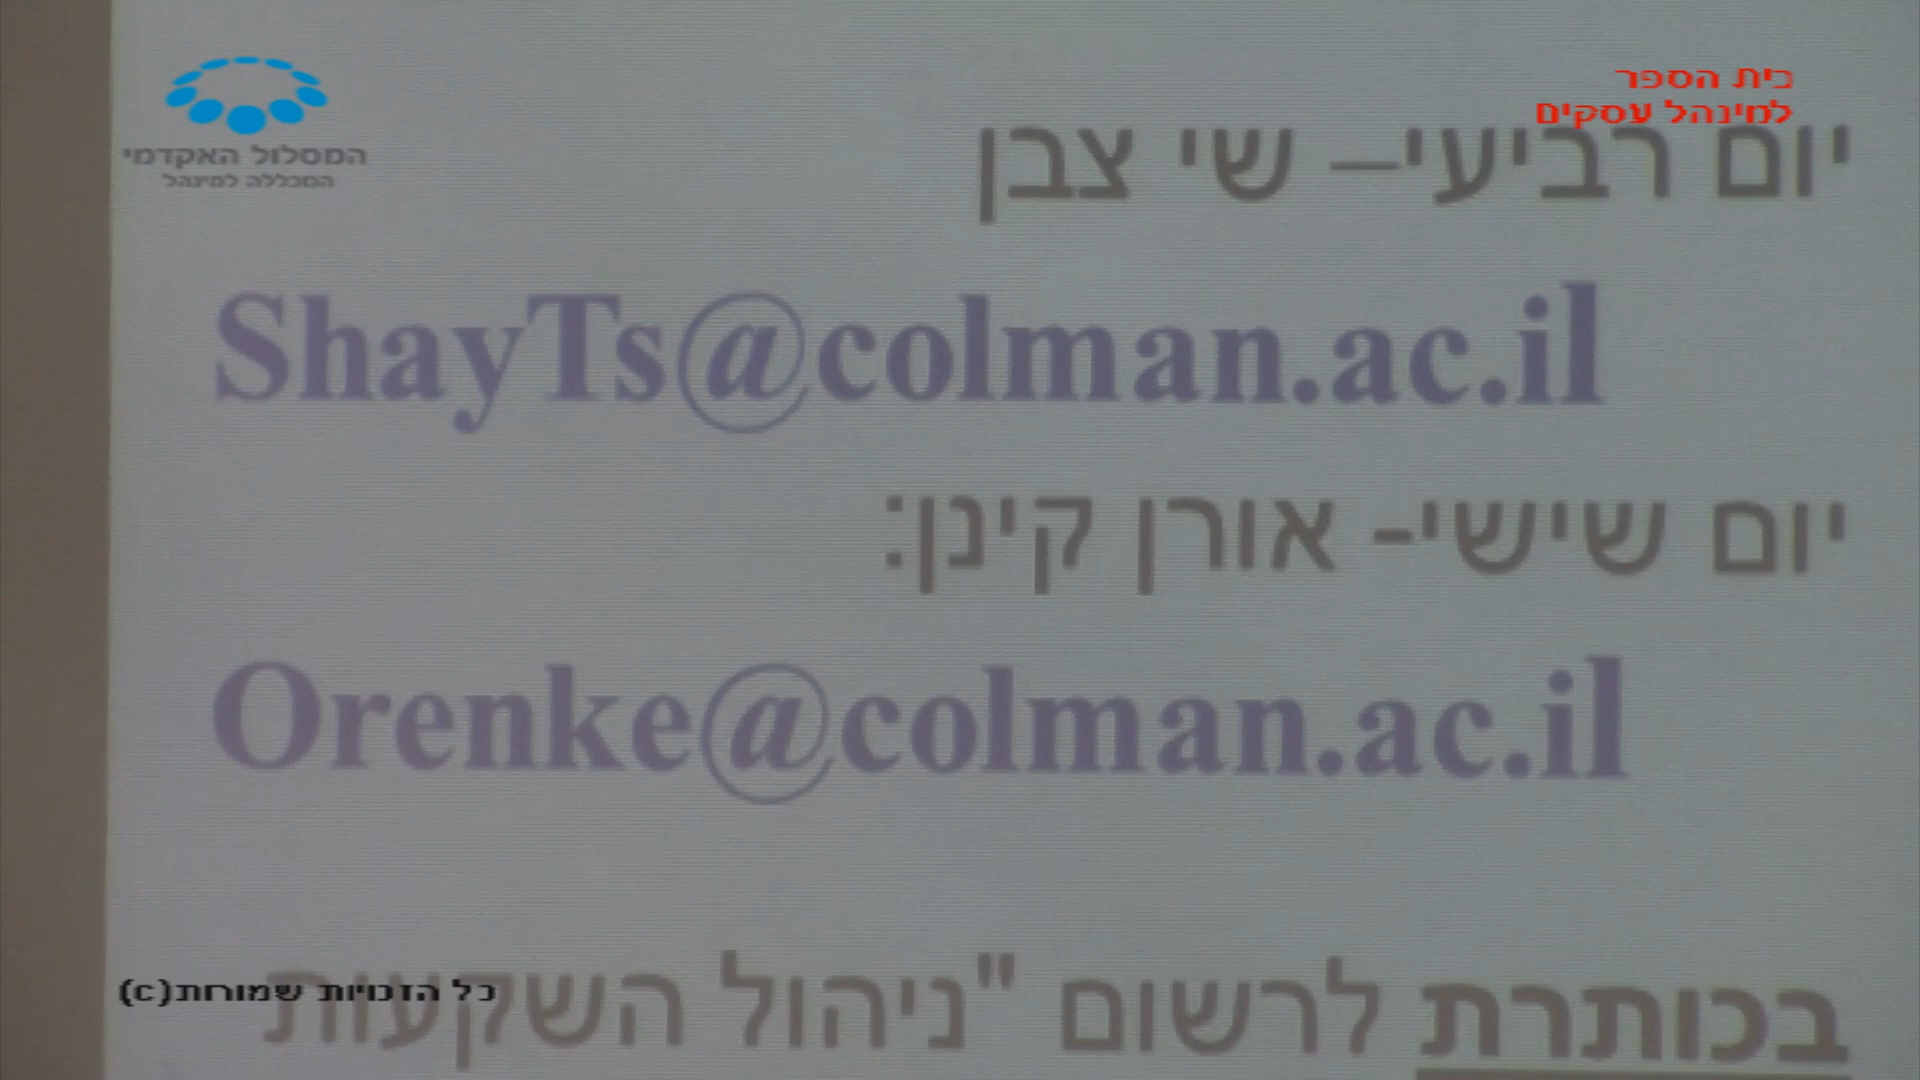 בית הספר
למינהל עסקים
המסלול האקדמי
המכללה למינהל
יום רביעי– שי צבן
ShayTs@colman.ac.il
יום שישי- אורן קינן:
Orenke@colman.ac.il
בכותרת לרשום "ניהול השקעות
כל הזכויות שמורות(c)